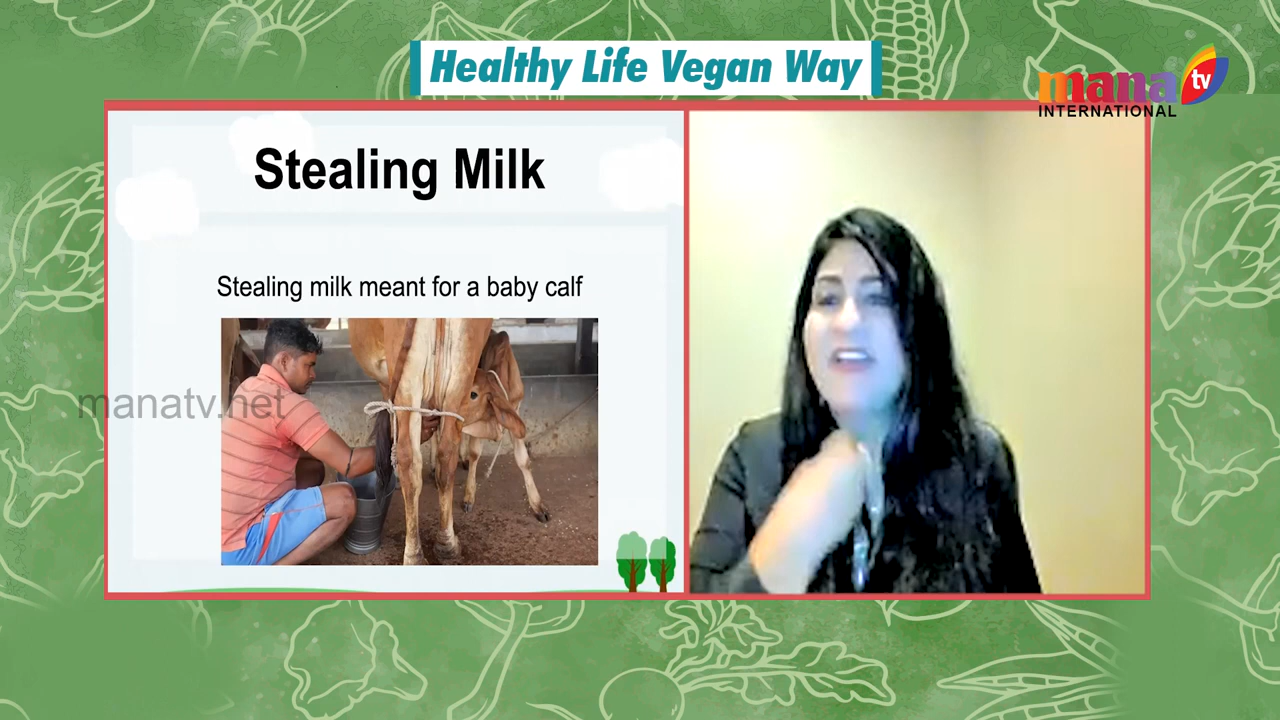 Healthy Life Vegan Way
mana tv
INTERNATIONAL
Stealing Milk
Stealing milk meant for a baby calf
manatv.net